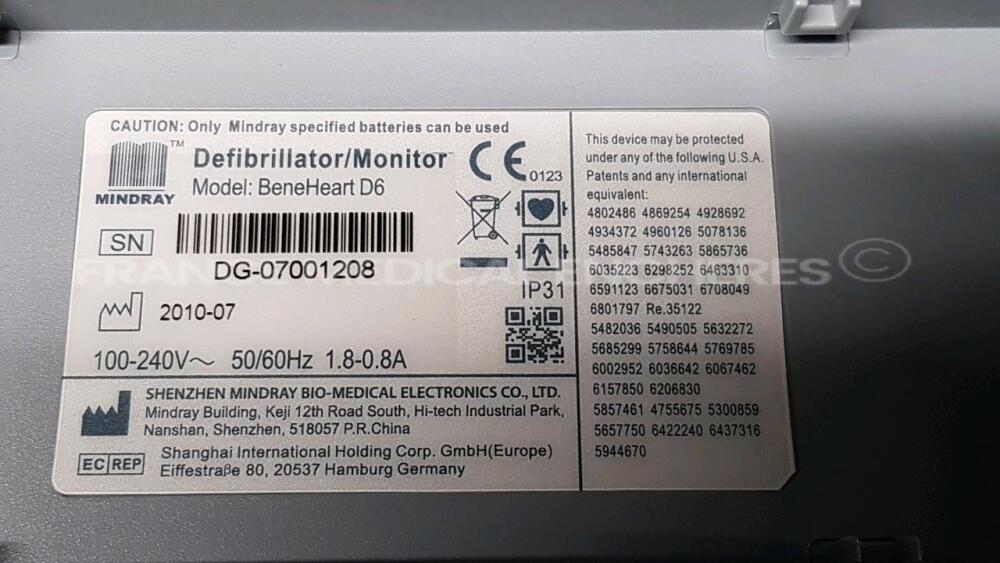 CAUTION: Only Mindray specified batteries can be used
MINDRAY
TM
Defibrillator/Monitor
Model: BeneHeart D6
CE 0123
SN
DG-07001208
2010-07
IP31
100-240V～ 50/60Hz 1.8-0.8A
SHENZHEN MINDRAY BIO-MEDICAL ELECTRONICS CO., LTD.
Mindray Building, Keji 12th Road South, Hi-tech Industrial Park,
Nanshan, Shenzhen, 518057 P.R.China
EC REP
Shanghai International Holding Corp. GmbH(Europe)
Eiffestraße 80, 20537 Hamburg Germany
This device may be protected
under any of the following U.S.A.
Patents and any international
equivalent:
4802486 4869254 4928692
4934372 4960126 5078136
5485847 5743263 5865736
6035223 6298252 6463310
6591123 6675031 6708049
6801797 Re.35122
5482036 5490505 5632272
5685299 5758644 5769785
6002952 6036642 6067462
6157850 6206830
5857461 4755675 5300859
5657750 6422240 6437316
5944670
©